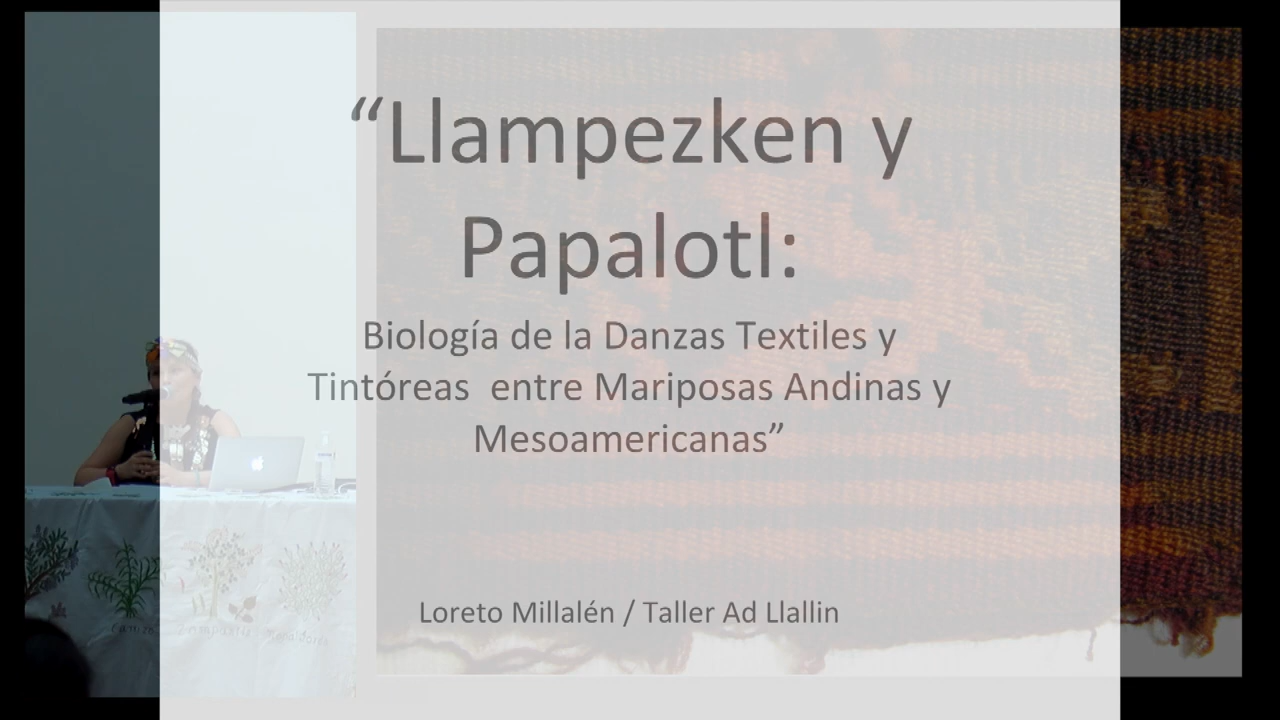 “Llampezken y
Papalotl:
Biología de la Danzas Textiles y
Tintóreas entre Mariposas Andinas y
Mesoamericanas”
Loreto Millalén / Taller Ad Llallin